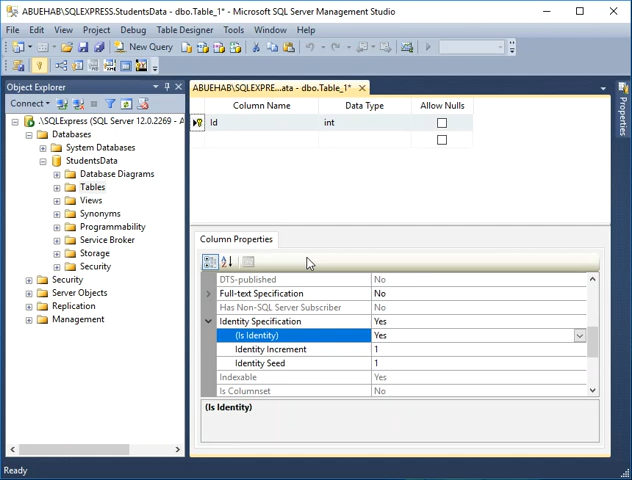 ABUEHAB\SQLEXPRESS.StudentsData - dbo.Table_1* - Microsoft SQL Server Management Studio
File Edit View Project Debug Table Designer Tools Window Help
New Query
Object Explorer
Connect
.\SQLExpress (SQL Server 12.0.2269 - A
Databases
System Databases
StudentsData
Database Diagrams
Tables
Views
Synonyms
Programmability
Service Broker
Storage
Security
Security
Server Objects
Replication
Management
ABUEHAB\SQLEXPRE...ata - dbo.Table_1*
Column Name Data Type Allow Nulls
Id int
Column Properties
DTS-published No
Full-text Specification No
Has Non-SQL Server Subscriber No
Identity Specification Yes
(Is Identity) Yes
Identity Increment 1
Identity Seed 1
Indexable Yes
Is Columnset No
(Is Identity)
Properties
Ready